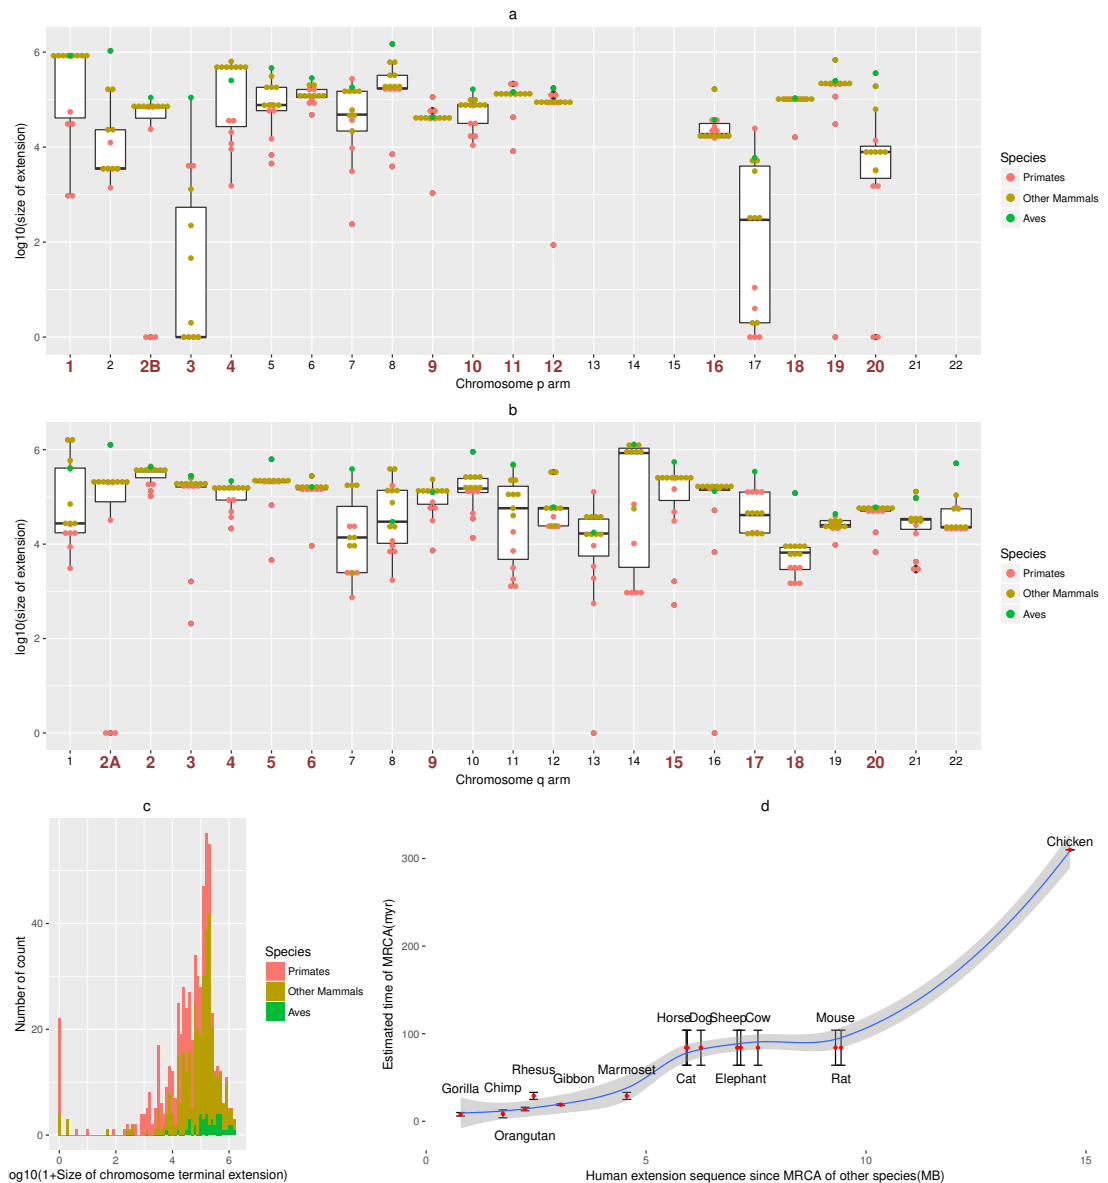 a
log10(size of extension)
6
4
2
0
1 2 2B 3 4 5 6 7 8 9 10 11 12 13 14 15 16 17 18 19 20 21 22
Chromosome p arm
Species
Primates
Other Mammals
Aves
b
log10(size of extension)
6
4
2
0
1 2A 2 3 4 5 6 7 8 9 10 11 12 13 14 15 16 17 18 19 20 21 22
Chromosome q arm
Species
Primates
Other Mammals
Aves
c
Number of count
40
20
0
0 2 4 6
og10(1+Size of chromosome terminal extension)
Species
Primates
Other Mammals
Aves
d
Estimated time of MRCA(myr)
300
200
100
0
Chicken
Horse Dog Sheep Cow Mouse
Cat Elephant Rat
Rhesus Marmoset
Gorilla Chimp Gibbon
Orangutan
0 5 10 15
Human extension sequence since MRCA of other species(MB)